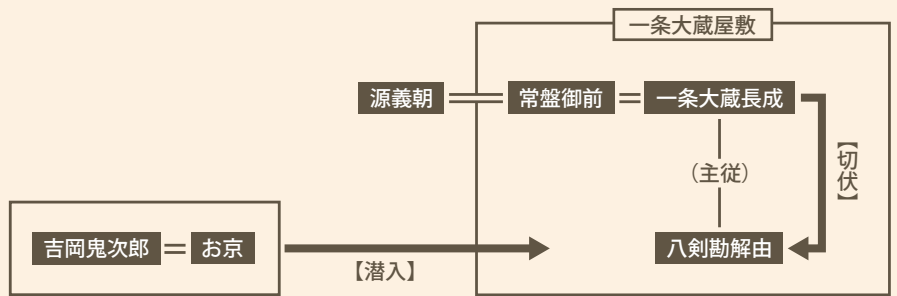 一条大蔵屋敷
源義朝
常盤御前
一条大蔵長成
【切伏】
（主従）
吉岡鬼次郎
お京
八剣勘解由
【潜入】